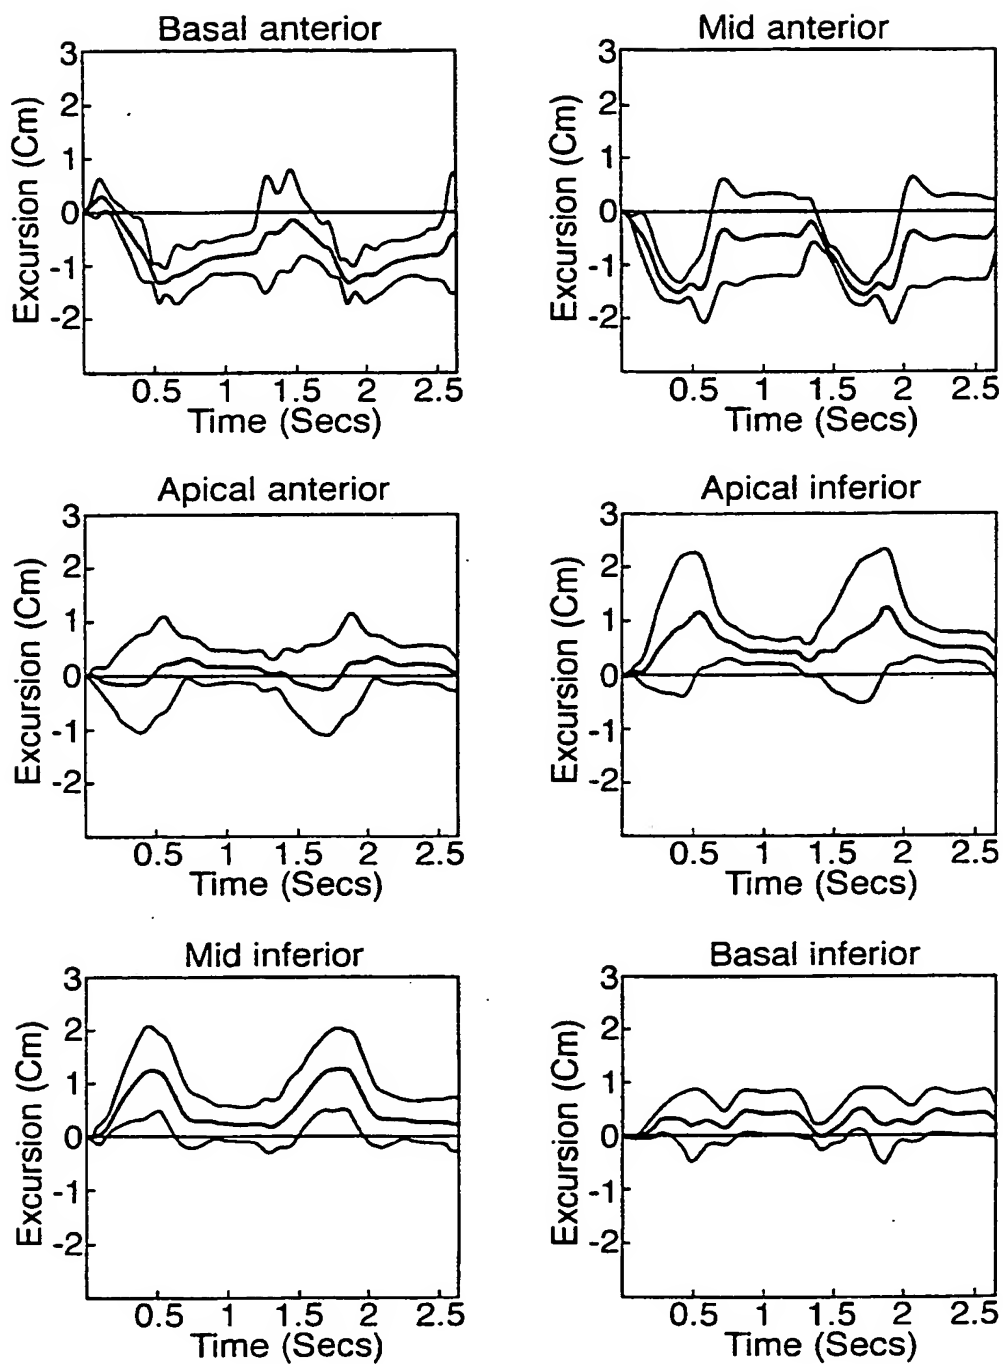 Basal anterior
3
2
1
0
-1
-2
Excursion (Cm)
0.5 1 1.5 2 2.5
Time (Secs)
Mid anterior
3
2
1
0
-1
-2
Excursion (Cm)
0.5 1 1.5 2 2.5
Time (Secs)
Apical anterior
3
2
1
0
-1
-2
Excursion (Cm)
0.5 1 1.5 2 2.5
Time (Secs)
Apical inferior
3
2
1
0
-1
-2
Excursion (Cm)
0.5 1 1.5 2 2.5
Time (Secs)
Mid inferior
3
2
1
0
-1
-2
Excursion (Cm)
0.5 1 1.5 2 2.5
Time (Secs)
Basal inferior
3
2
1
0
-1
-2
Excursion (Cm)
0.5 1 1.5 2 2.5
Time (Secs)